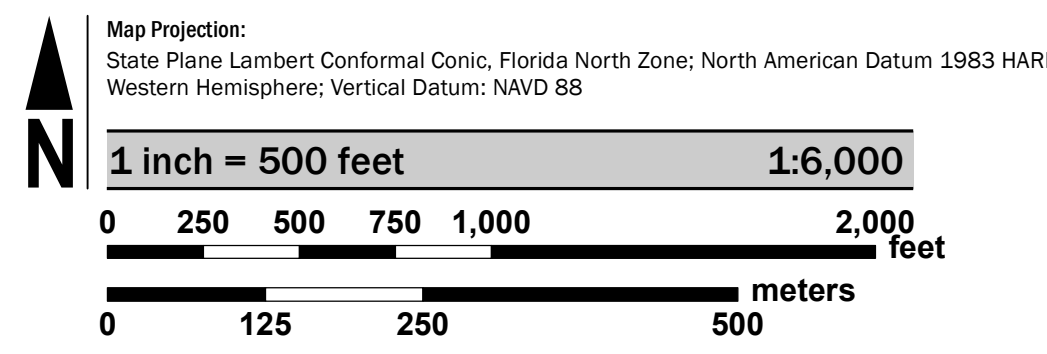 Map Projection:
State Plane Lambert Conformal Conic, Florida North Zone; North American Datum 1983 HAR
Western Hemisphere; Vertical Datum: NAVD 88
N
1 inch = 500 feet 1:6,000
0 250 500 750 1,000 2,000
feet
meters
0 125 250 500